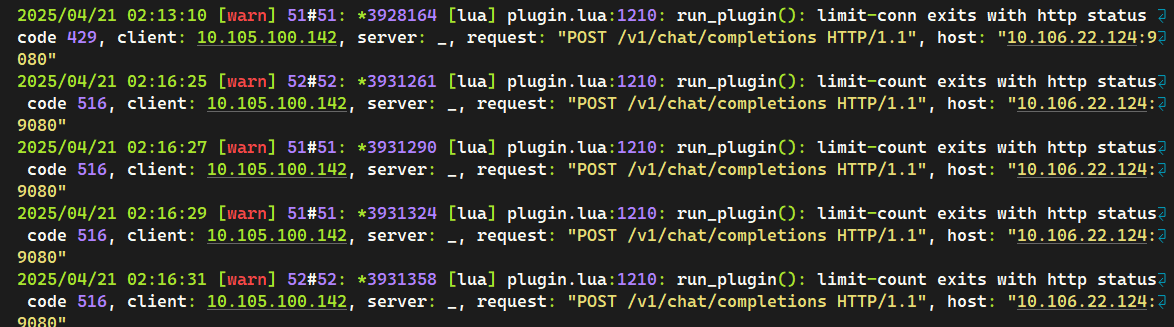 2025/04/21 02:13:10 [warn] 51#51: *3928164 [lua] plugin.lua:1210: run_plugin(): limit-conn exits with http status
code 429, client: 10.105.100.142, server: _, request: "POST /v1/chat/completions HTTP/1.1", host: "10.106.22.124:9
080"
2025/04/21 02:16:25 [warn] 52#52: *3931261 [lua] plugin.lua:1210: run_plugin(): limit-count exits with http status
code 516, client: 10.105.100.142, server: _, request: "POST /v1/chat/completions HTTP/1.1", host: "10.106.22.124:
9080"
2025/04/21 02:16:27 [warn] 51#51: *3931290 [lua] plugin.lua:1210: run_plugin(): limit-count exits with http status
code 516, client: 10.105.100.142, server: _, request: "POST /v1/chat/completions HTTP/1.1", host: "10.106.22.124:
9080"
2025/04/21 02:16:29 [warn] 51#51: *3931324 [lua] plugin.lua:1210: run_plugin(): limit-count exits with http status
code 516, client: 10.105.100.142, server: _, request: "POST /v1/chat/completions HTTP/1.1", host: "10.106.22.124:
9080"
2025/04/21 02:16:31 [warn] 52#52: *3931358 [lua] plugin.lua:1210: run_plugin(): limit-count exits with http status
code 516, client: 10.105.100.142, server: _, request: "POST /v1/chat/completions HTTP/1.1", host: "10.106.22.124:
9080"